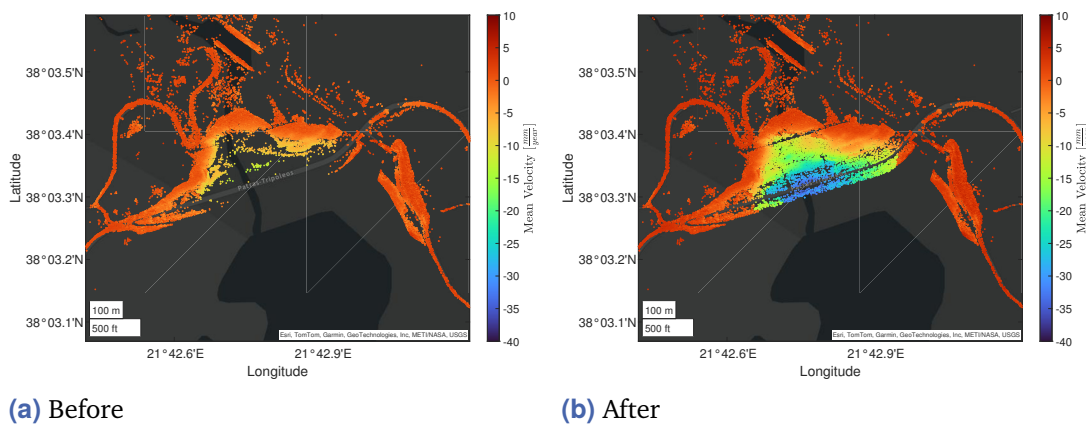 38°03.5'N
38°03.4'N
38°03.3'N
38°03.2'N
38°03.1'N
Latitude
Patras-Tripoleos
100 m
500 ft
Esri, TomTom, Garmin, GeoTechnologies, Inc, METI/NASA, USGS
21°42.6'E
21°42.9'E
Longitude
10
5
0
-5
-10
-15
-20
-25
-30
-35
-40
Mean Velocity [mm/year]
(a) Before
38°03.5'N
38°03.4'N
38°03.3'N
38°03.2'N
38°03.1'N
Latitude
100 m
500 ft
Esri, TomTom, Garmin, GeoTechnologies, Inc, METI/NASA, USGS
21°42.6'E
21°42.9'E
Longitude
10
5
0
-5
-10
-15
-20
-25
-30
-35
-40
Mean Velocity [mm/year]
(b) After